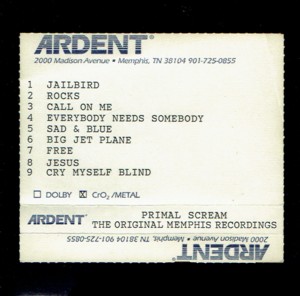 ARDENT®
2000 Madison Avenue • Memphis, TN 38104 901-725-0855
1 JAILBIRD
2 ROCKS
3 CALL ON ME
4 EVERYBODY NEEDS SOMEBODY
5 SAD & BLUE
6 BIG JET PLANE
7 FREE
8 JESUS
9 CRY MYSELF BLIND
☐ DOLBY ☒ CrO₂/METAL
ARDENT® PRIMAL SCREAM
THE ORIGINAL MEMPHIS RECORDINGS
2000 Madison Avenue • Memphis, TN 38104 901-725-0855
ARDENT®